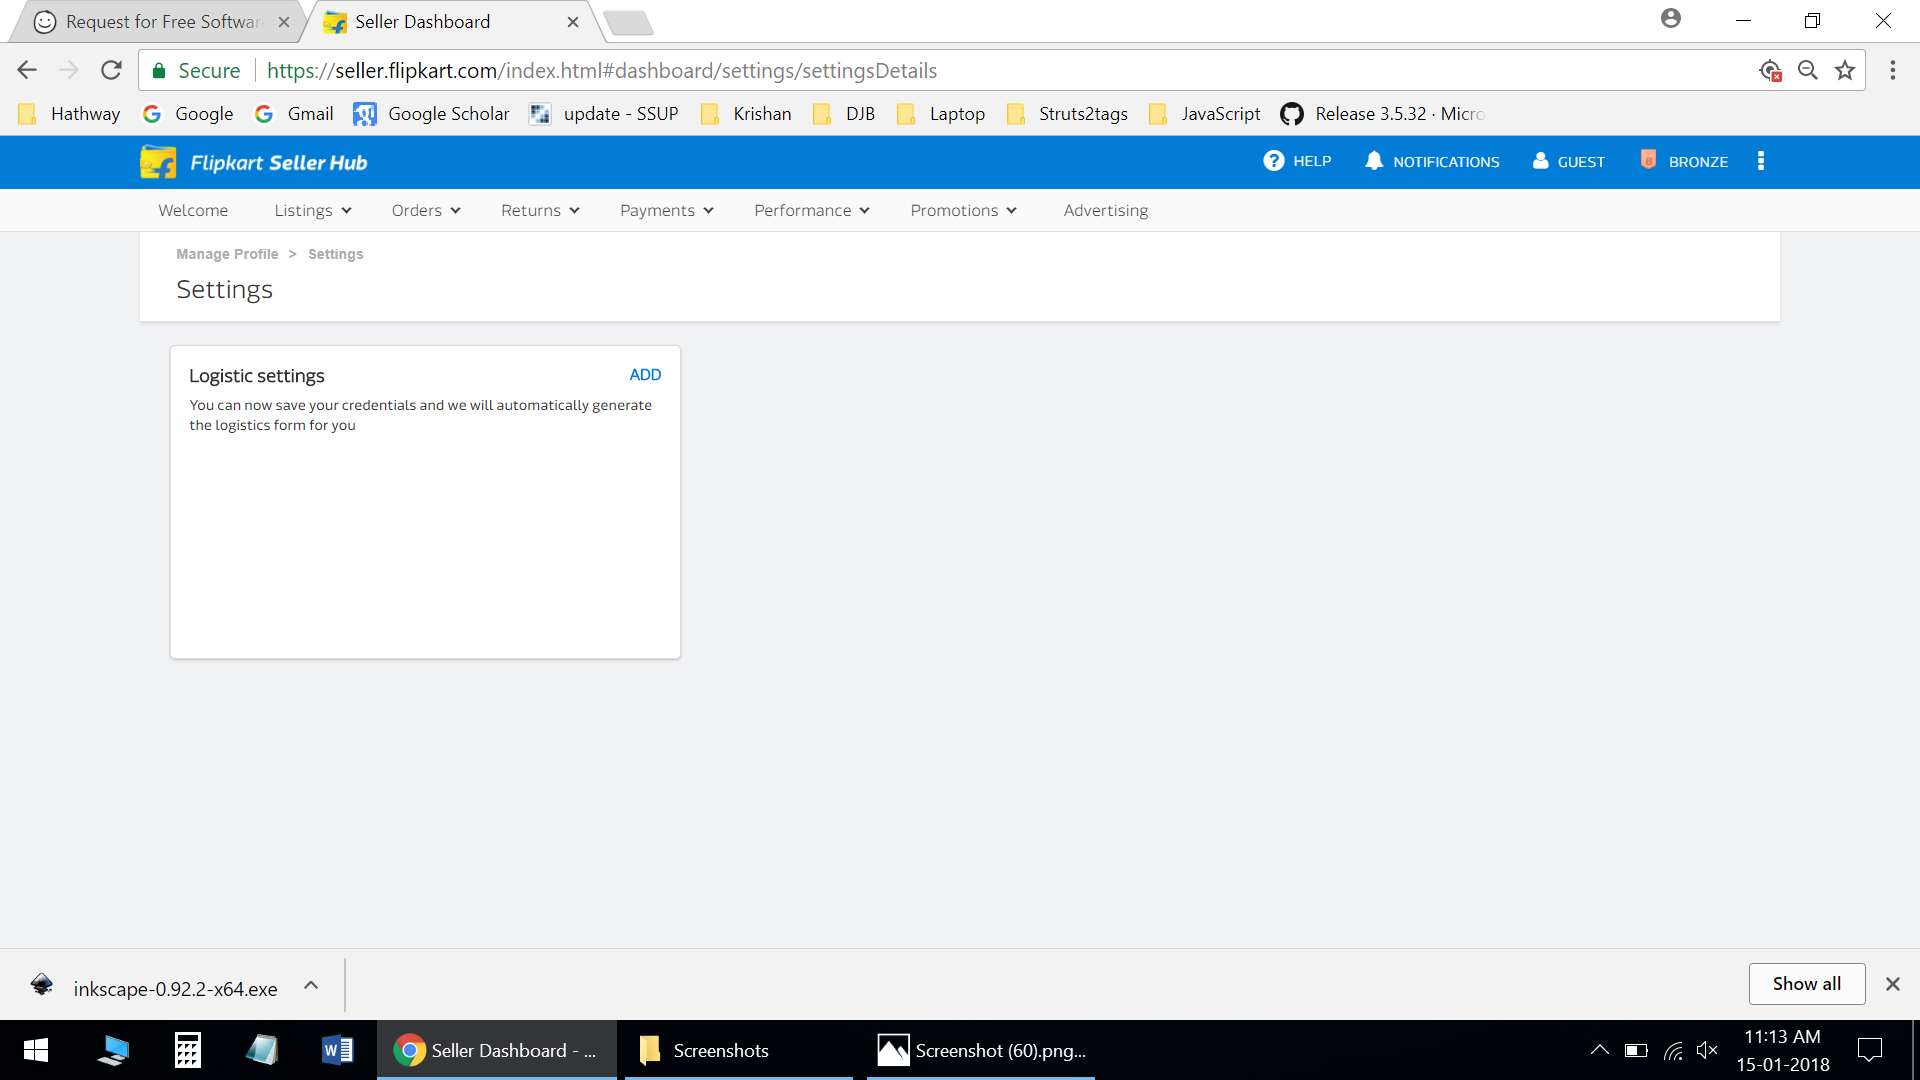 Request for Free Softwar
Seller Dashboard
Secure
https://seller.flipkart.com/index.html#dashboard/settings/settingsDetails
Hathway
Google
Gmail
Google Scholar
update - SSUP
Krishan
DJB
Laptop
Struts2tags
JavaScript
Release 3.5.32 · Micro
Flipkart Seller Hub
HELP
NOTIFICATIONS
GUEST
BRONZE
Welcome
Listings
Orders
Returns
Payments
Performance
Promotions
Advertising
Manage Profile > Settings
Settings
Logistic settings
ADD
You can now save your credentials and we will automatically generate
the logistics form for you
inkscape-0.92.2-x64.exe
Show all
Seller Dashboard - ...
Screenshots
Screenshot (60).png...
11:13 AM
15-01-2018